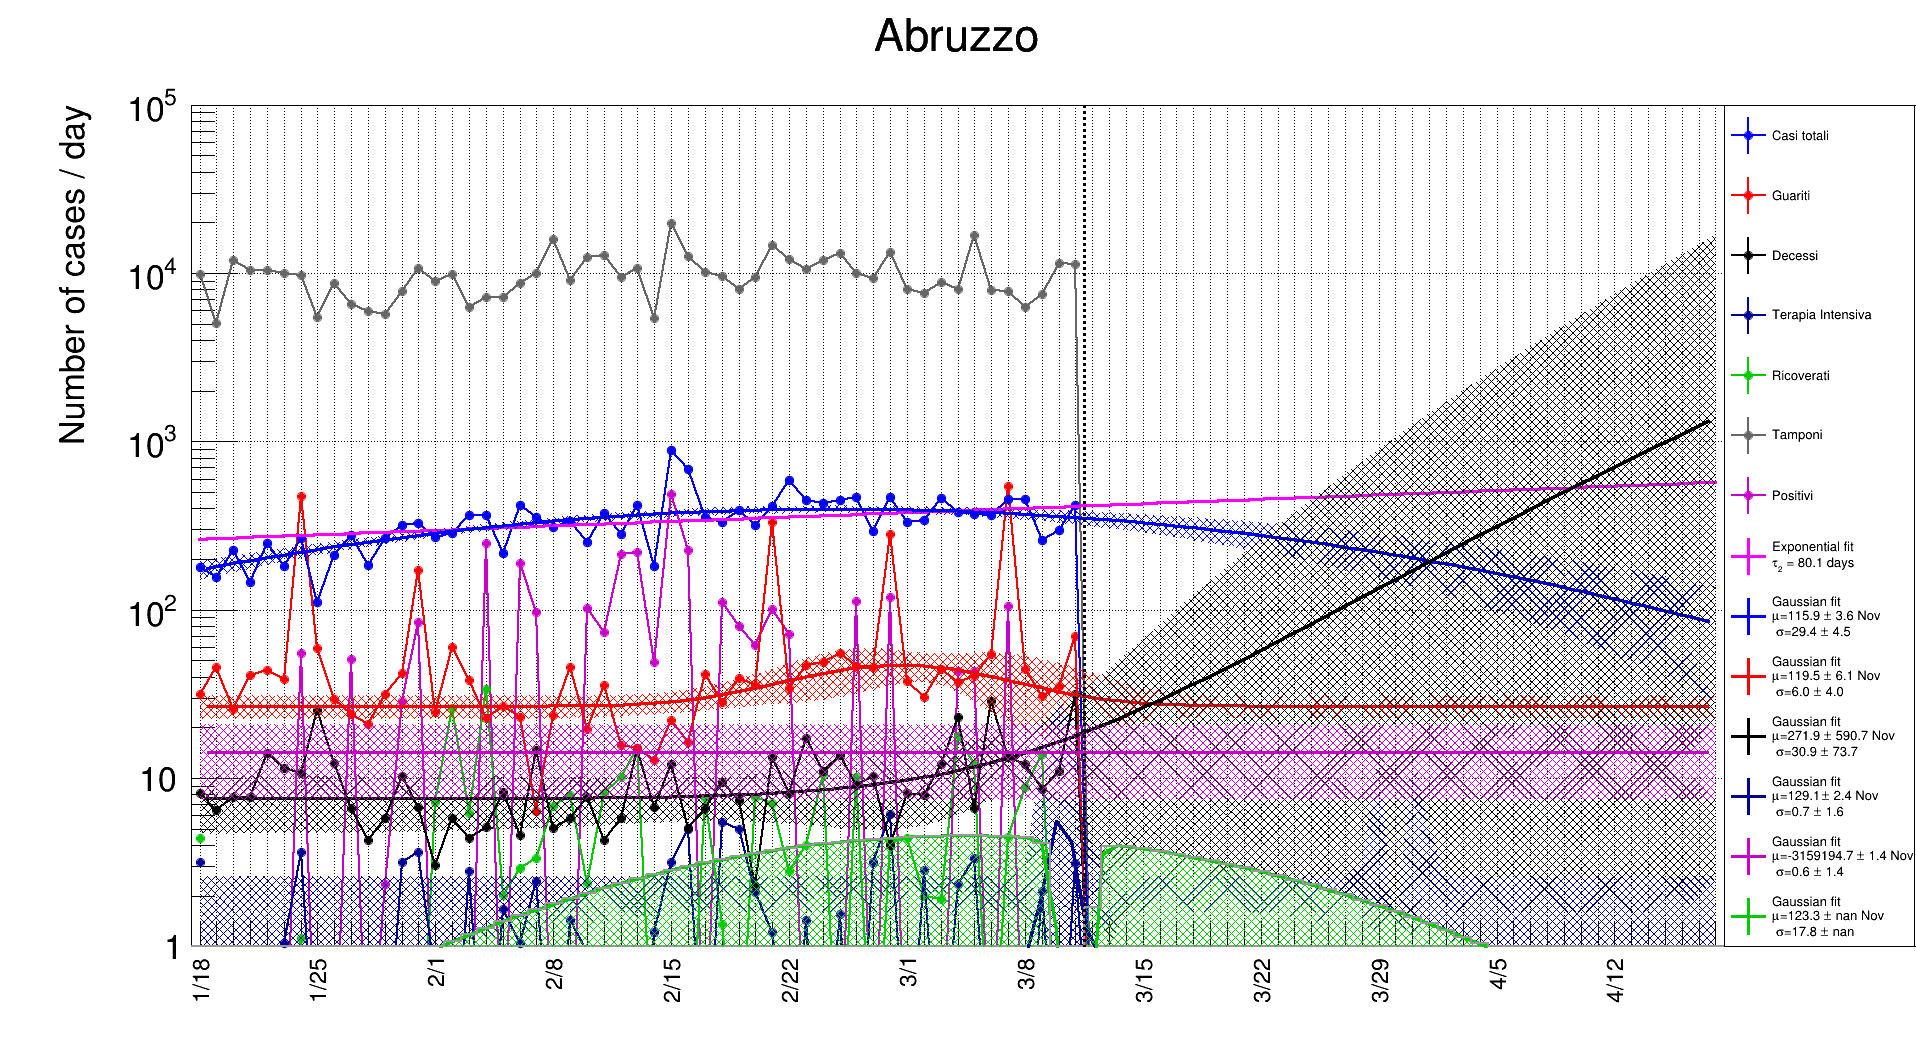 Abruzzo
Number of cases / day
10^5
10^4
10^3
10^2
10
1
1/18
1/25
2/1
2/8
2/15
2/22
3/1
3/8
3/15
3/22
3/29
4/5
4/12
Casi totali
Guariti
Decessi
Terapia Intensiva
Ricoverati
Tamponi
Positivi
Exponential fit
τ_2 = 80.1 days
Gaussian fit
μ=115.9 ± 3.6 Nov
σ=29.4 ± 4.5
Gaussian fit
μ=119.5 ± 6.1 Nov
σ=6.0 ± 4.0
Gaussian fit
μ=271.9 ± 590.7 Nov
σ=30.9 ± 73.7
Gaussian fit
μ=129.1 ± 2.4 Nov
σ=0.7 ± 1.6
Gaussian fit
μ=-3159194.7 ± 1.4 Nov
σ=0.6 ± 1.4
Gaussian fit
μ=123.3 ± nan Nov
σ=17.8 ± nan